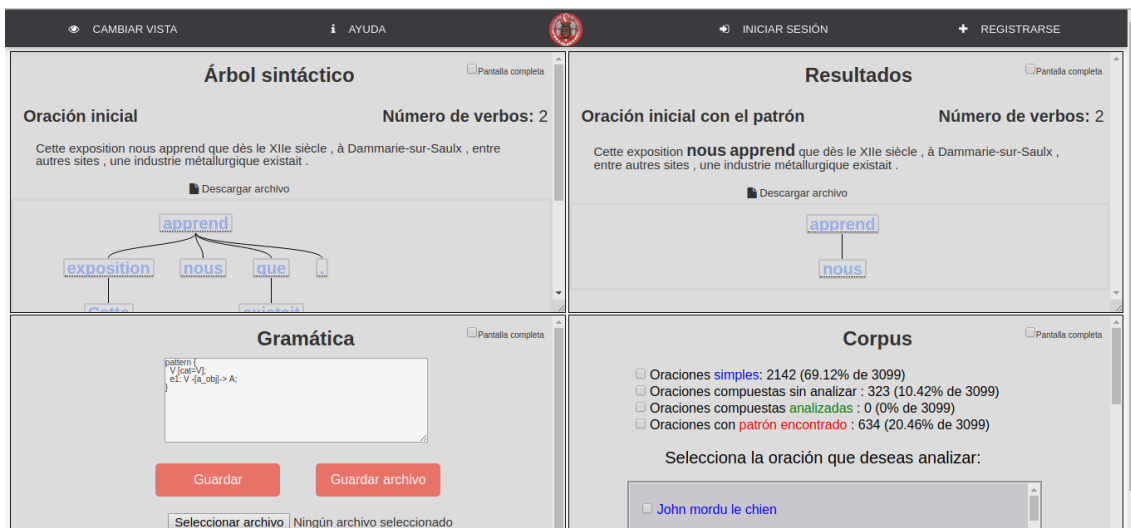 CAMBIAR VISTA
AYUDA
INICIAR SESIÓN
REGISTRARSE
Árbol sintáctico
Pantalla completa
Oración inicial
Número de verbos: 2
Cette exposition nous apprend que dès le XIIe siècle , à Dammarie-sur-Saulx , entre
autres sites , une industrie métallurgique existait .
Descargar archivo
apprend
exposition
nous
que
.
Cette
existait
Resultados
Pantalla completa
Oración inicial con el patrón
Número de verbos: 2
Cette exposition nous apprend que dès le XIIe siècle , à Dammarie-sur-Saulx ,
entre autres sites , une industrie métallurgique existait .
Descargar archivo
apprend
nous
Gramática
Pantalla completa
pattern {
V [cat=V];
e1: V -[a_obj]-> A;
}
Guardar
Guardar archivo
Seleccionar archivo Ningún archivo seleccionado
Corpus
Pantalla completa
Oraciones simples: 2142 (69.12% de 3099)
Oraciones compuestas sin analizar : 323 (10.42% de 3099)
Oraciones compuestas analizadas : 0 (0% de 3099)
Oraciones con patrón encontrado : 634 (20.46% de 3099)
Selecciona la oración que deseas analizar:
John mordu le chien